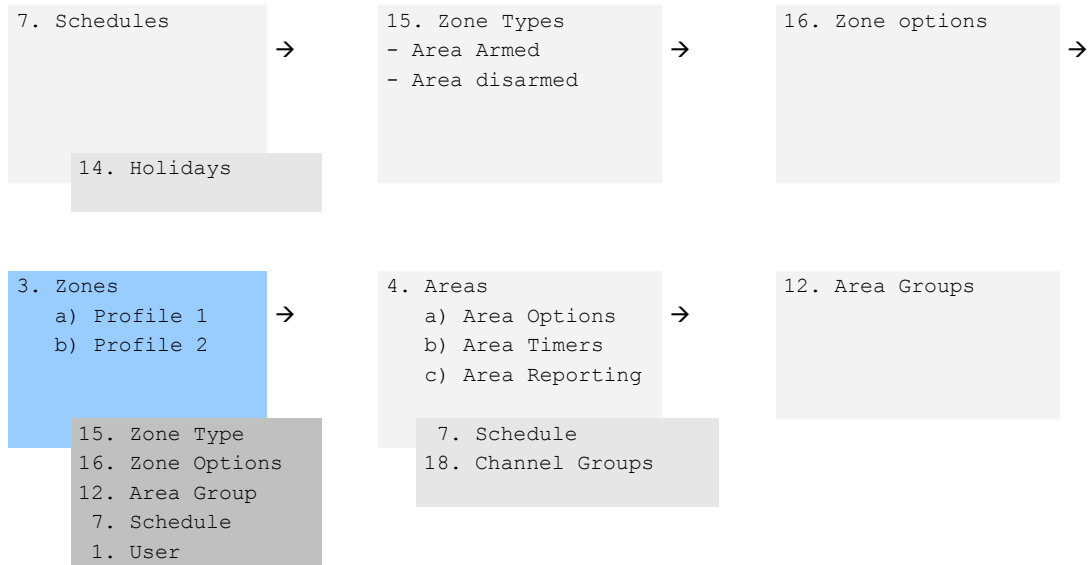 7. Schedules
→
14. Holidays
15. Zone Types
- Area Armed
- Area disarmed
→
16. Zone options
→
3. Zones
a) Profile 1
b) Profile 2
→
15. Zone Type
16. Zone Options
12. Area Group
7. Schedule
1. User
4. Areas
a) Area Options
b) Area Timers
c) Area Reporting
→
7. Schedule
18. Channel Groups
12. Area Groups